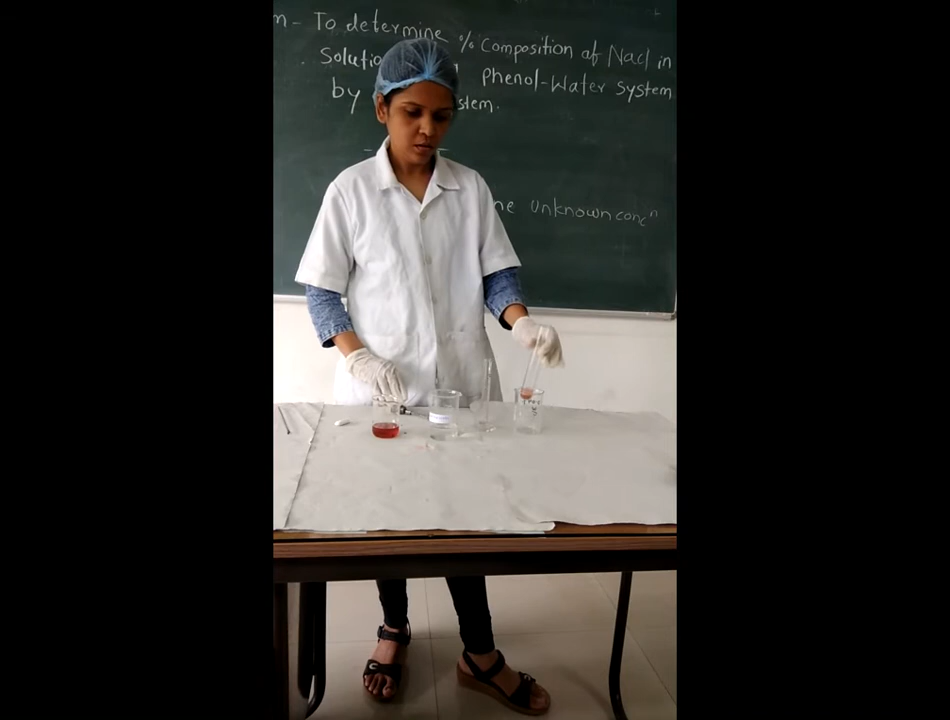 m - To determine % Composition of Nacl in
Solutio Phenol-Water system
by stem.
ne unknown concⁿ